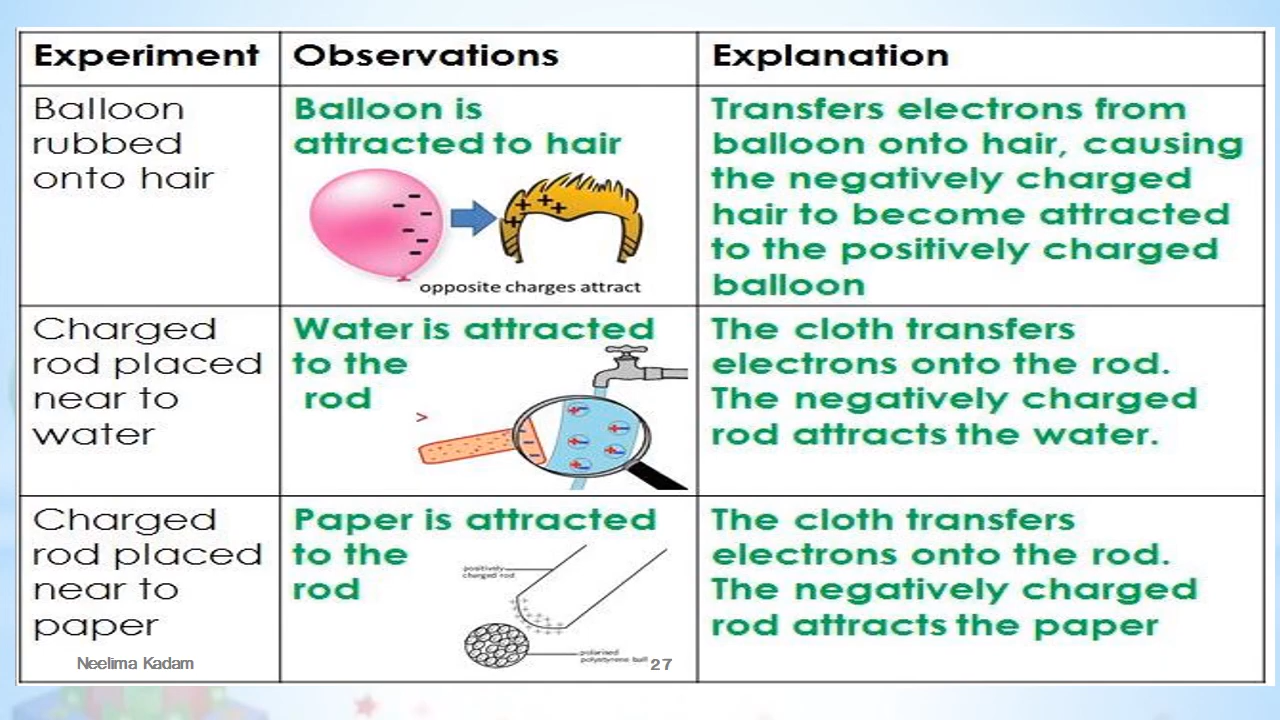 Experiment
Observations
Explanation
Balloon
rubbed
onto hair
Balloon is
attracted to hair
opposite charges attract
Transfers electrons from
balloon onto hair, causing
the negatively charged
hair to become attracted
to the positively charged
balloon
Charged
rod placed
near to
water
Water is attracted
to the
rod
>
The cloth transfers
electrons onto the rod.
The negatively charged
rod attracts the water.
Charged
rod placed
near to
paper
Paper is attracted
to the
rod
positively
charged rod
polarised
polystyrene ball
The cloth transfers
electrons onto the rod.
The negatively charged
rod attracts the paper
Neelima Kadam
27